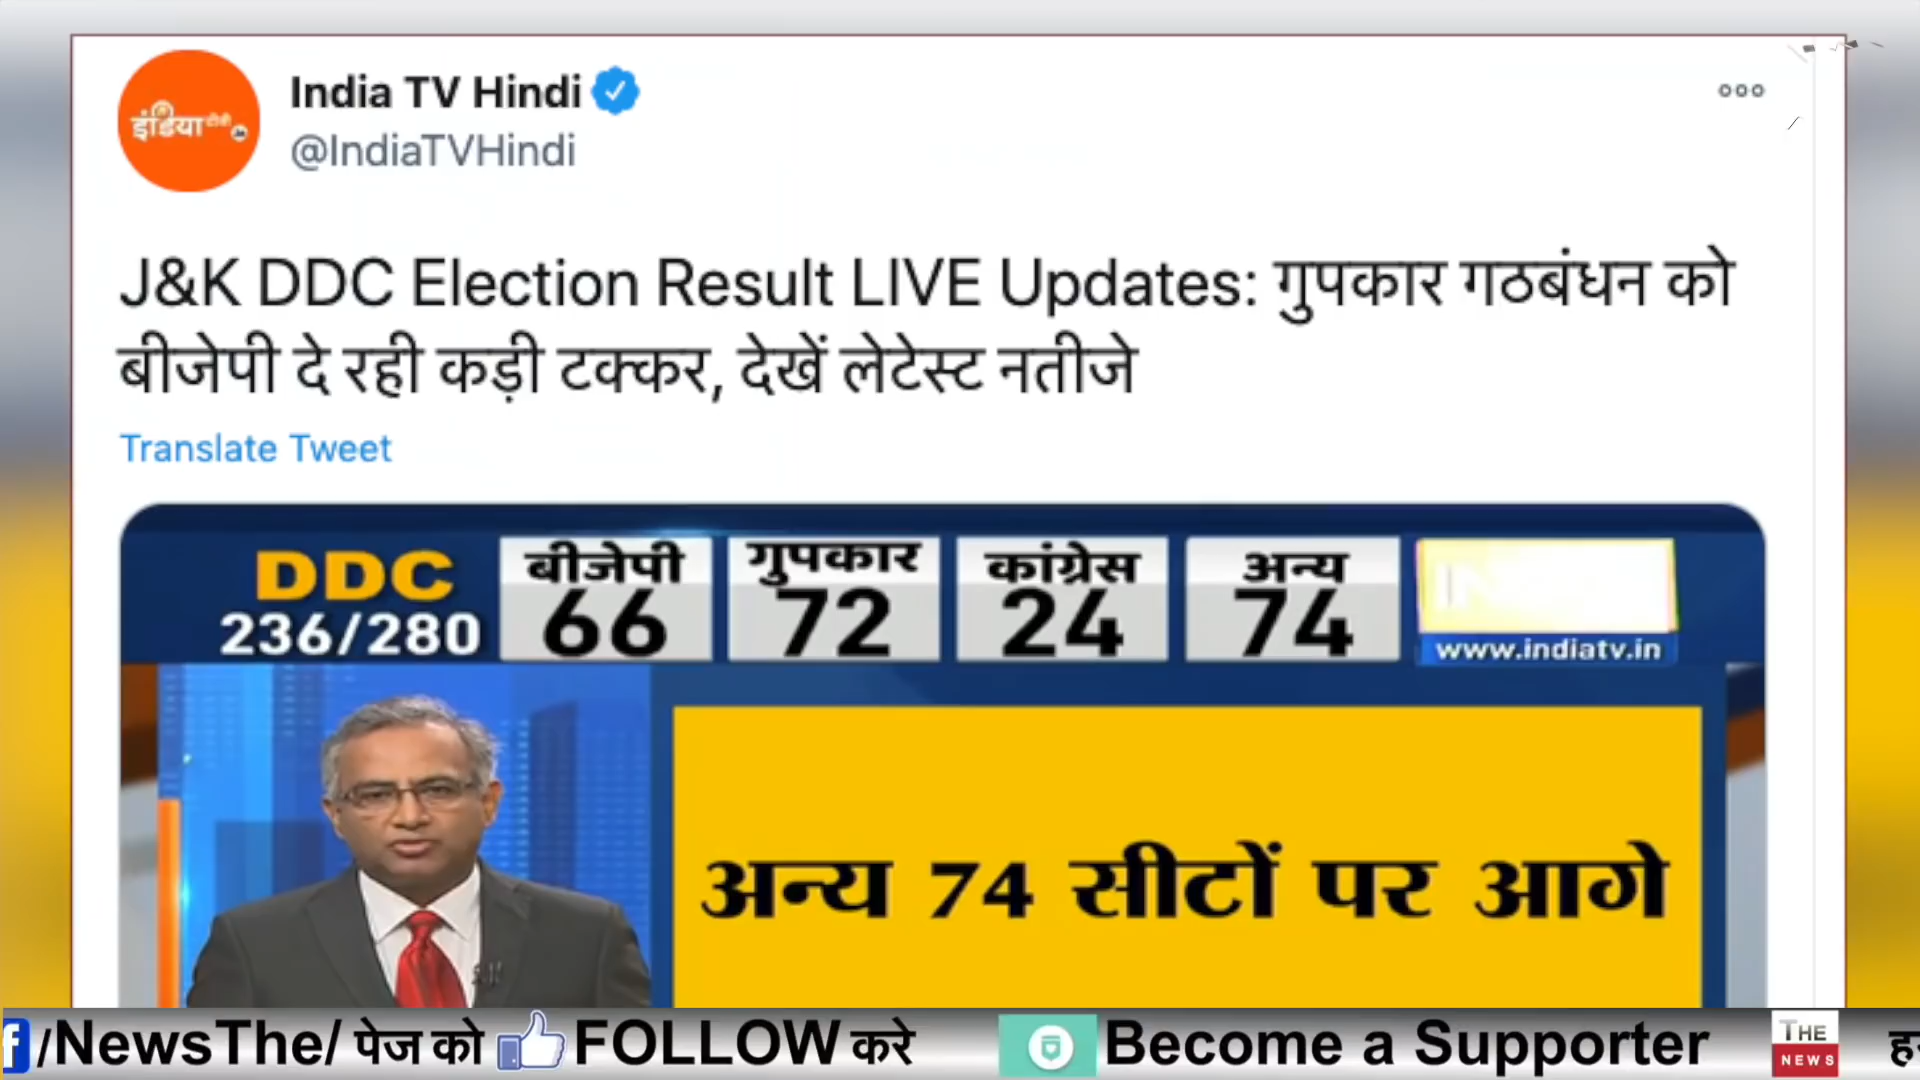 India TV Hindi
इंडिया टीवी
@IndiaTVHindi
J&K DDC Election Result LIVE Updates: गुपकार गठबंधन को
बीजेपी दे रही कड़ी टक्कर, देखें लेटेस्ट नतीजे
Translate Tweet
DDC
236/280
बीजेपी
66
गुपकार
72
कांग्रेस
24
अन्य
74
www.indiatv.in
अन्य 74 सीटों पर आगे
f/NewsThe/ पेज को FOLLOW करे Become a Supporter THE NEWS